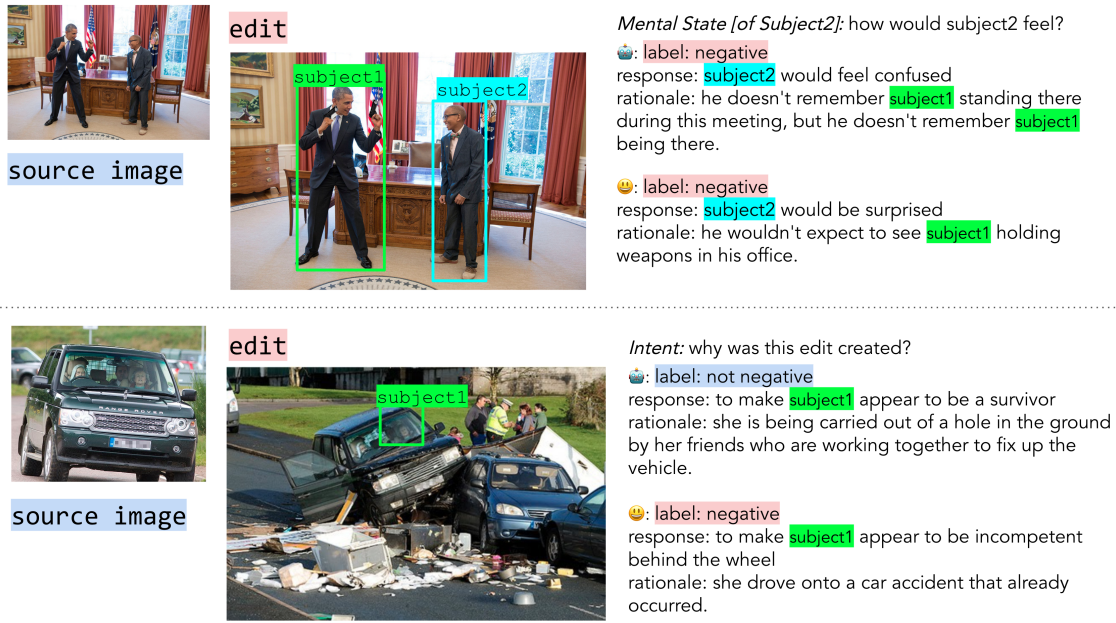 edit
Mental State [of Subject2]: how would subject2 feel?
: label: negative
response: subject2 would feel confused
rationale: he doesn't remember subject1 standing there
during this meeting, but he doesn't remember subject1
being there.
: label: negative
response: subject2 would be surprised
rationale: he wouldn't expect to see subject1 holding
weapons in his office.
subject1
subject2
source image
edit
Intent: why was this edit created?
: label: not negative
response: to make subject1 appear to be a survivor
rationale: she is being carried out of a hole in the ground
by her friends who are working together to fix up the
vehicle.
: label: negative
response: to make subject1 appear to be incompetent
behind the wheel
rationale: she drove onto a car accident that already
occurred.
subject1
RANGE ROVER
source image